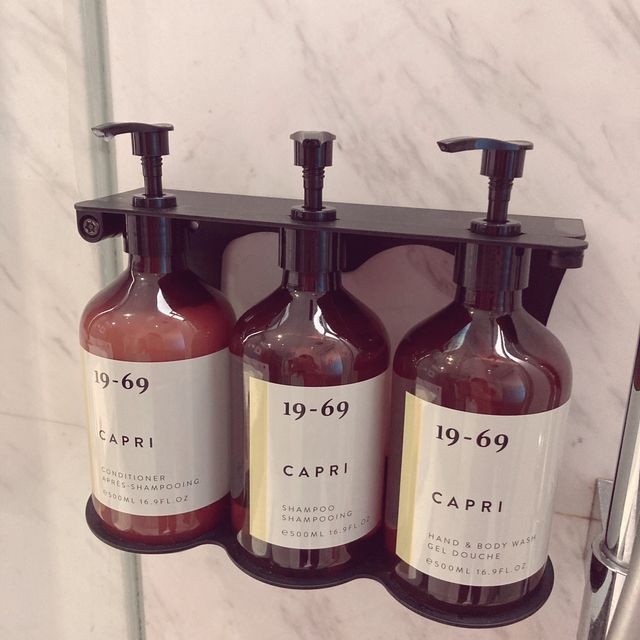 19-69
CAPRI
CONDITIONER
APRÈS-SHAMPOOING
℮500ML 16.9FL.OZ
19-69
CAPRI
SHAMPOO
SHAMPOOING
℮500ML 16.9FL.OZ
19-69
CAPRI
HAND & BODY WASH
GEL DOUCHE
℮500ML 16.9FL.OZ